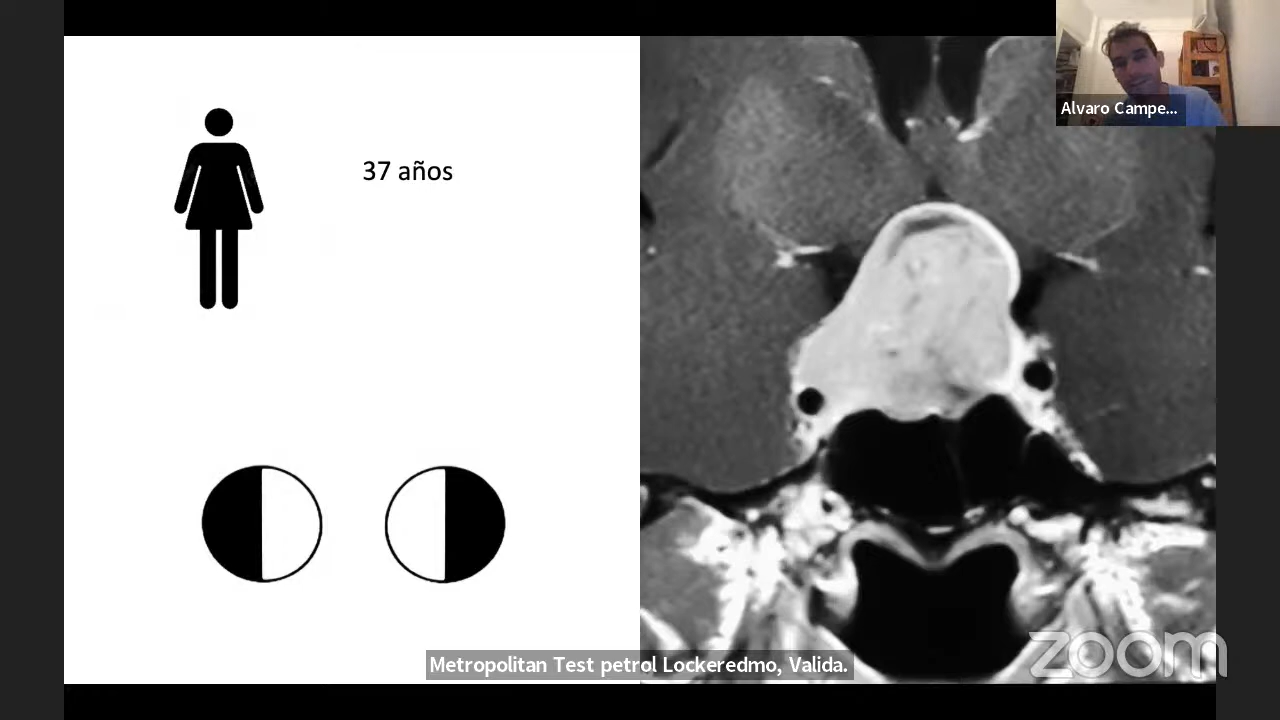 37 años
Alvaro Campe...
Metropolitan Test petrol Lockeredmo, Valida.
zoom